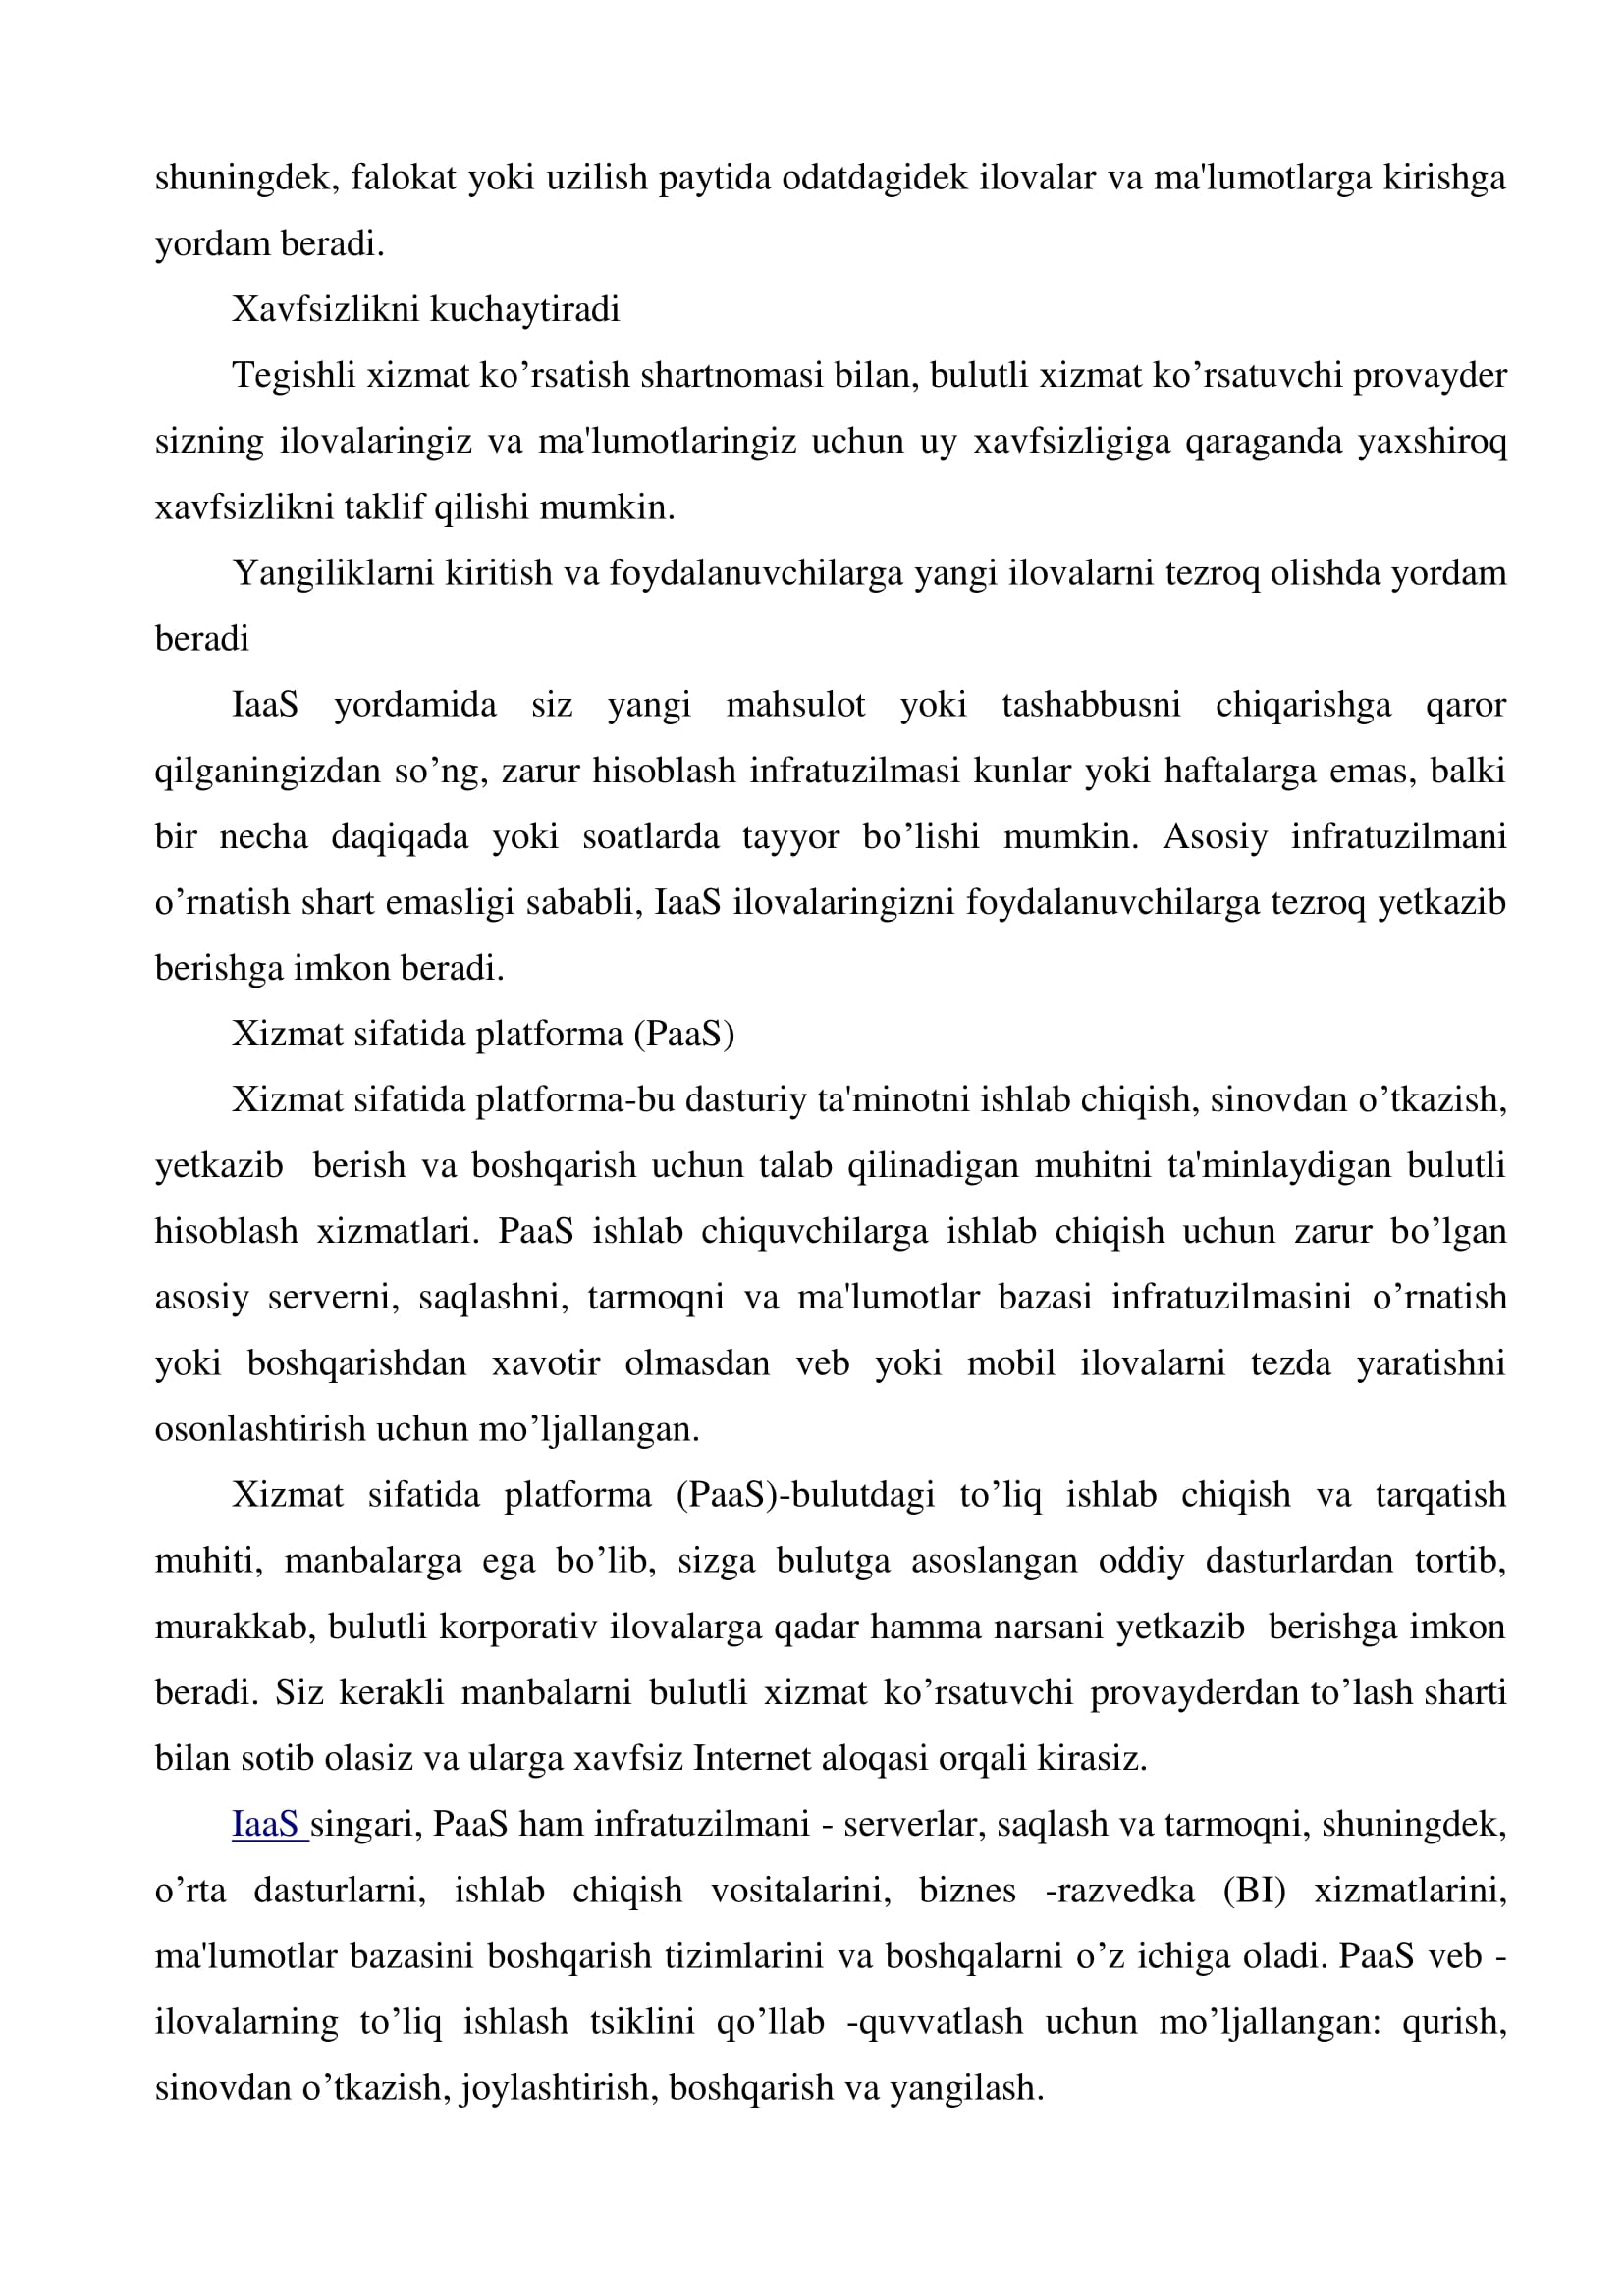 shuningdek, falokat yoki uzilish paytida odatdagidek ilovalar va ma'lumotlarga kirishga
yordam beradi.
Xavfsizlikni kuchaytiradi
Tegishli xizmat ko’rsatish shartnomasi bilan, bulutli xizmat ko’rsatuvchi provayder
sizning ilovalaringiz va ma'lumotlaringiz uchun uy xavfsizligiga qaraganda yaxshiroq
xavfsizlikni taklif qilishi mumkin.
Yangiliklarni kiritish va foydalanuvchilarga yangi ilovalarni tezroq olishda yordam
beradi
IaaS yordamida siz yangi mahsulot yoki tashabbusni chiqarishga qaror
qilganingizdan so’ng, zarur hisoblash infratuzilmasi kunlar yoki haftalarga emas, balki
bir necha daqiqada yoki soatlarda tayyor bo’lishi mumkin. Asosiy infratuzilmani
o’rnatish shart emasligi sababli, IaaS ilovalaringizni foydalanuvchilarga tezroq yetkazib
berishga imkon beradi.
Xizmat sifatida platforma (PaaS)
Xizmat sifatida platforma-bu dasturiy ta'minotni ishlab chiqish, sinovdan o’tkazish,
yetkazib berish va boshqarish uchun talab qilinadigan muhitni ta'minlaydigan bulutli
hisoblash xizmatlari. PaaS ishlab chiquvchilarga ishlab chiqish uchun zarur bo’lgan
asosiy serverni, saqlashni, tarmoqni va ma'lumotlar bazasi infratuzilmasini o’rnatish
yoki boshqarishdan xavotir olmasdan veb yoki mobil ilovalarni tezda yaratishni
osonlashtirish uchun mo’ljallangan.
Xizmat sifatida platforma (PaaS)-bulutdagi to’liq ishlab chiqish va tarqatish
muhiti, manbalarga ega bo’lib, sizga bulutga asoslangan oddiy dasturlardan tortib,
murakkab, bulutli korporativ ilovalarga qadar hamma narsani yetkazib berishga imkon
beradi. Siz kerakli manbalarni bulutli xizmat ko’rsatuvchi provayderdan to’lash sharti
bilan sotib olasiz va ularga xavfsiz Internet aloqasi orqali kirasiz.
IaaS singari, PaaS ham infratuzilmani - serverlar, saqlash va tarmoqni, shuningdek,
o’rta dasturlarni, ishlab chiqish vositalarini, biznes -razvedka (BI) xizmatlarini,
ma'lumotlar bazasini boshqarish tizimlarini va boshqalarni o’z ichiga oladi. PaaS veb -
ilovalarning to’liq ishlash tsiklini qo’llab -quvvatlash uchun mo’ljallangan: qurish,
sinovdan o’tkazish, joylashtirish, boshqarish va yangilash.